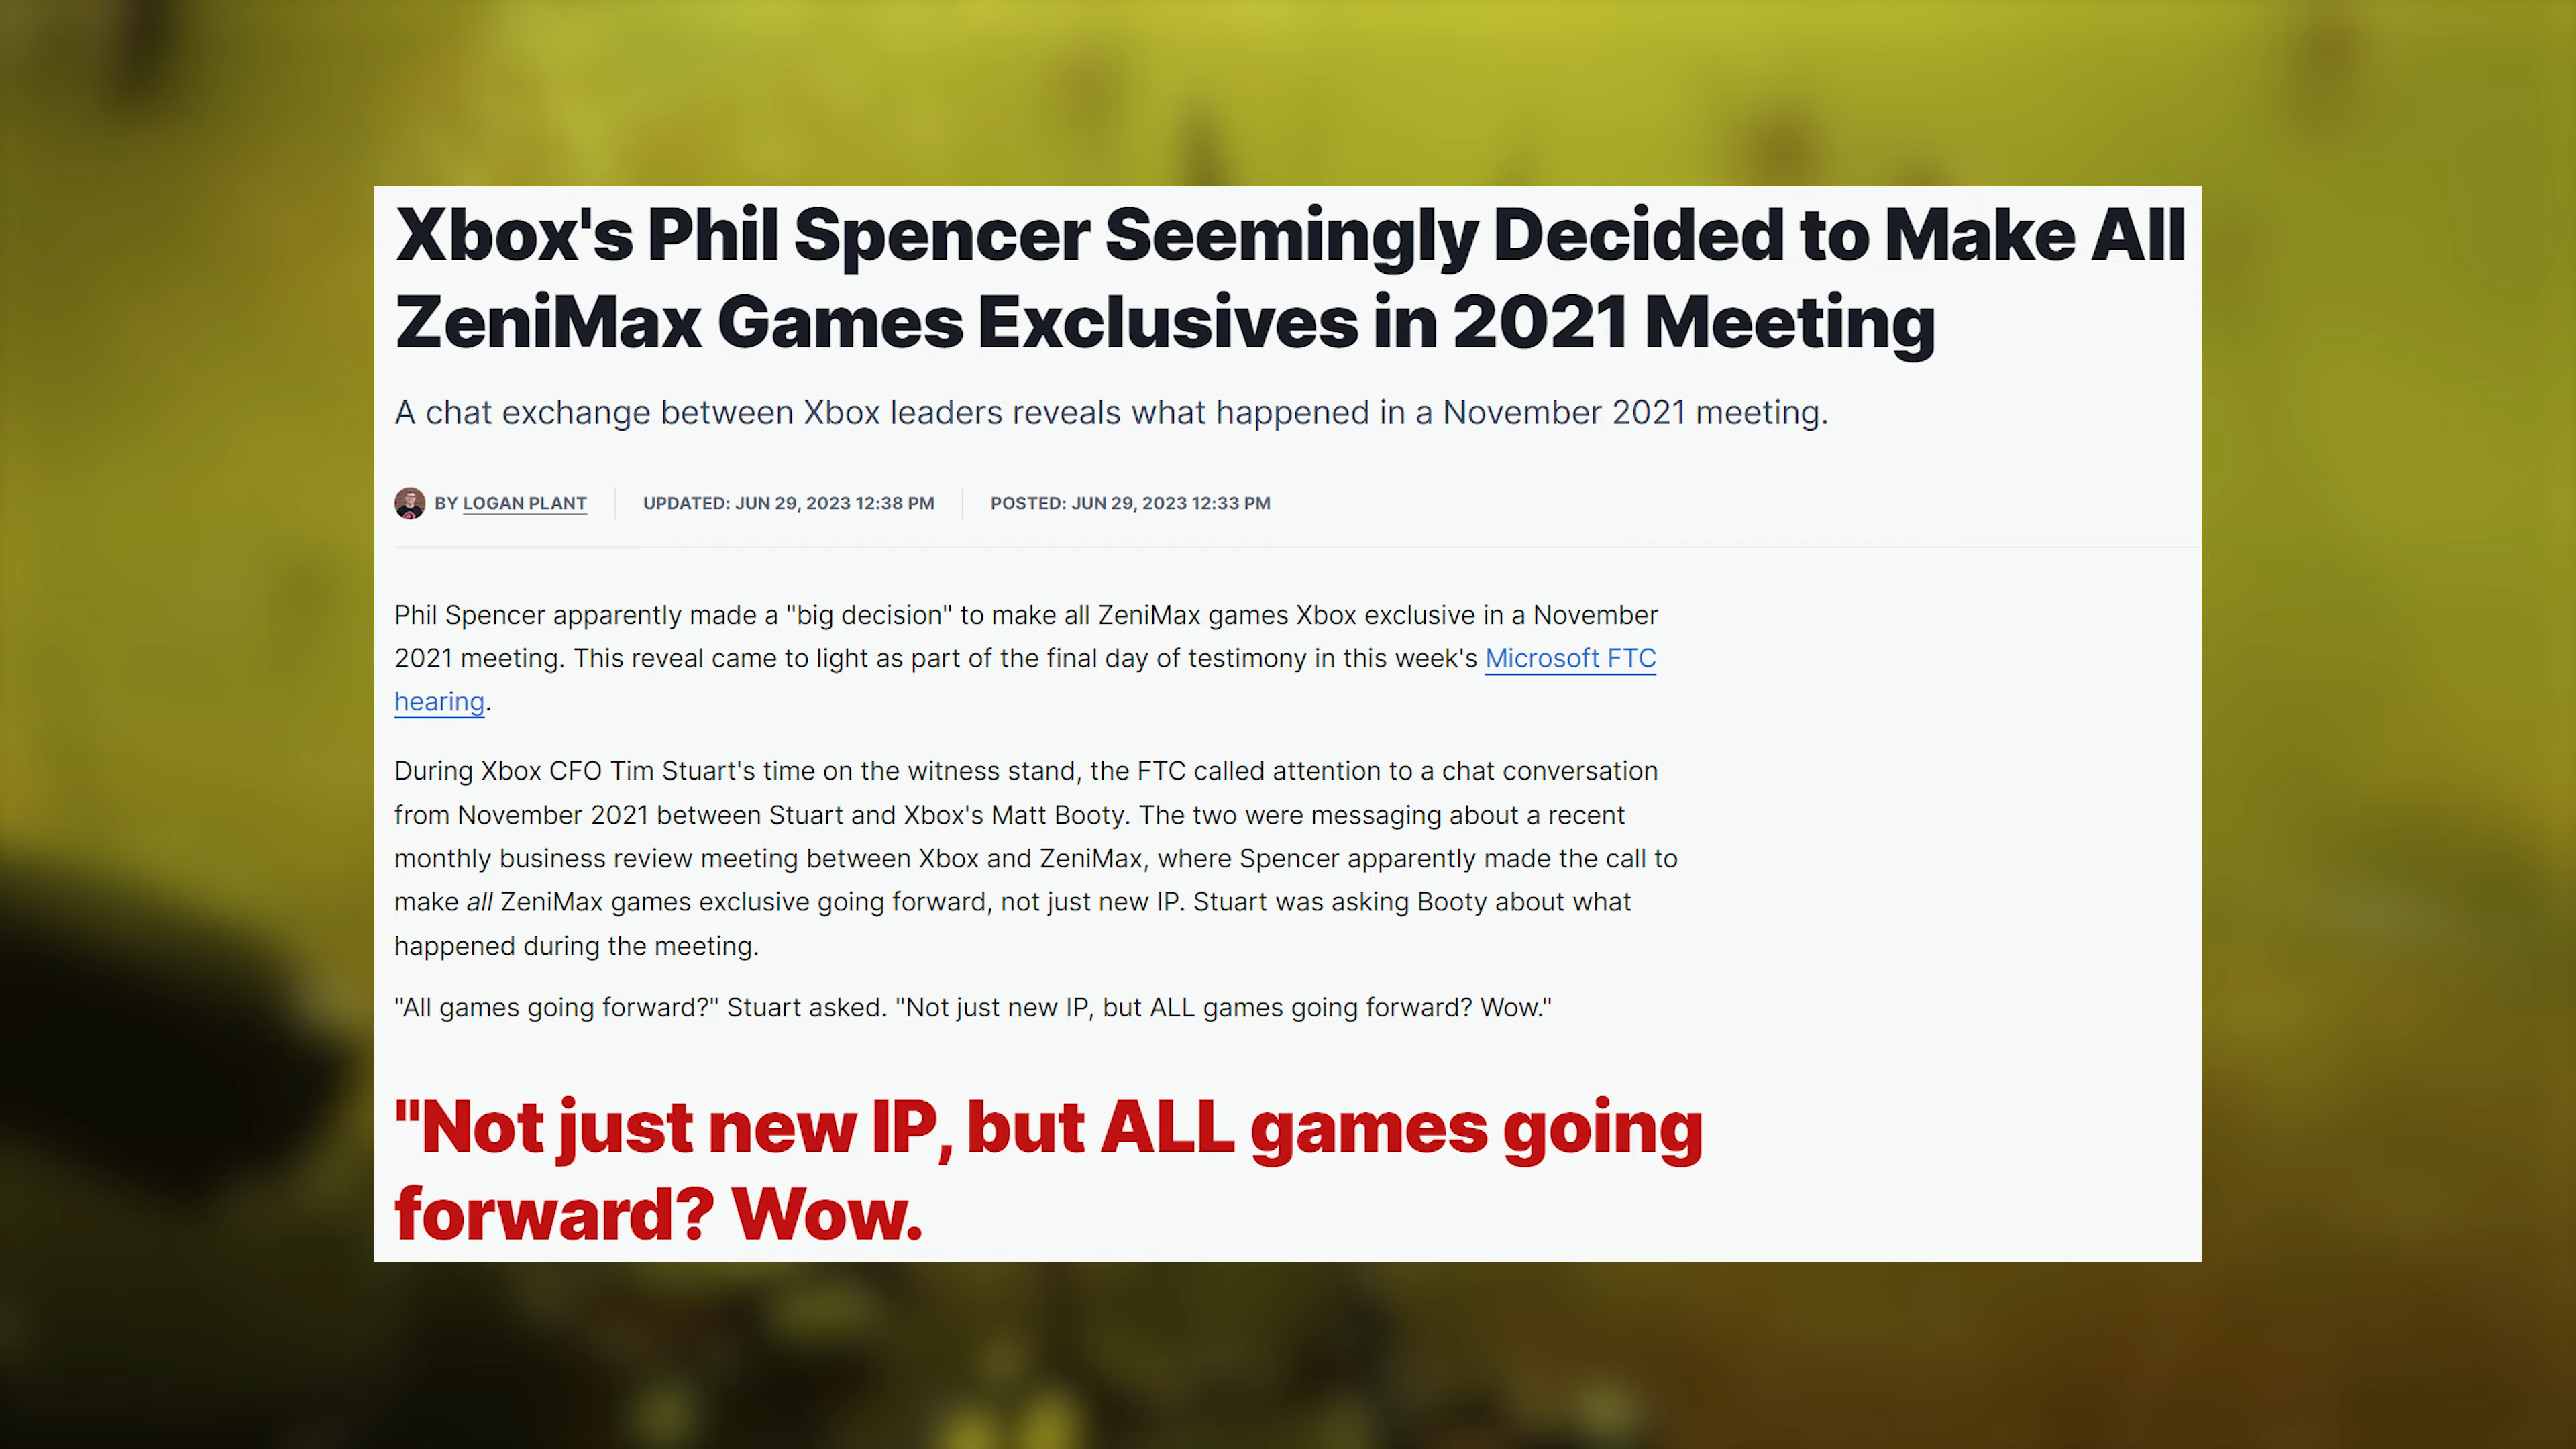 Xbox's Phil Spencer Seemingly Decided to Make All
ZeniMax Games Exclusives in 2021 Meeting
A chat exchange between Xbox leaders reveals what happened in a November 2021 meeting.
BY LOGAN PLANT UPDATED: JUN 29, 2023 12:38 PM POSTED: JUN 29, 2023 12:33 PM
Phil Spencer apparently made a "big decision" to make all ZeniMax games Xbox exclusive in a November
2021 meeting. This reveal came to light as part of the final day of testimony in this week's Microsoft FTC
hearing.
During Xbox CFO Tim Stuart's time on the witness stand, the FTC called attention to a chat conversation
from November 2021 between Stuart and Xbox's Matt Booty. The two were messaging about a recent
monthly business review meeting between Xbox and ZeniMax, where Spencer apparently made the call to
make all ZeniMax games exclusive going forward, not just new IP. Stuart was asking Booty about what
happened during the meeting.
"All games going forward?" Stuart asked. "Not just new IP, but ALL games going forward? Wow."
"Not just new IP, but ALL games going
forward? Wow.